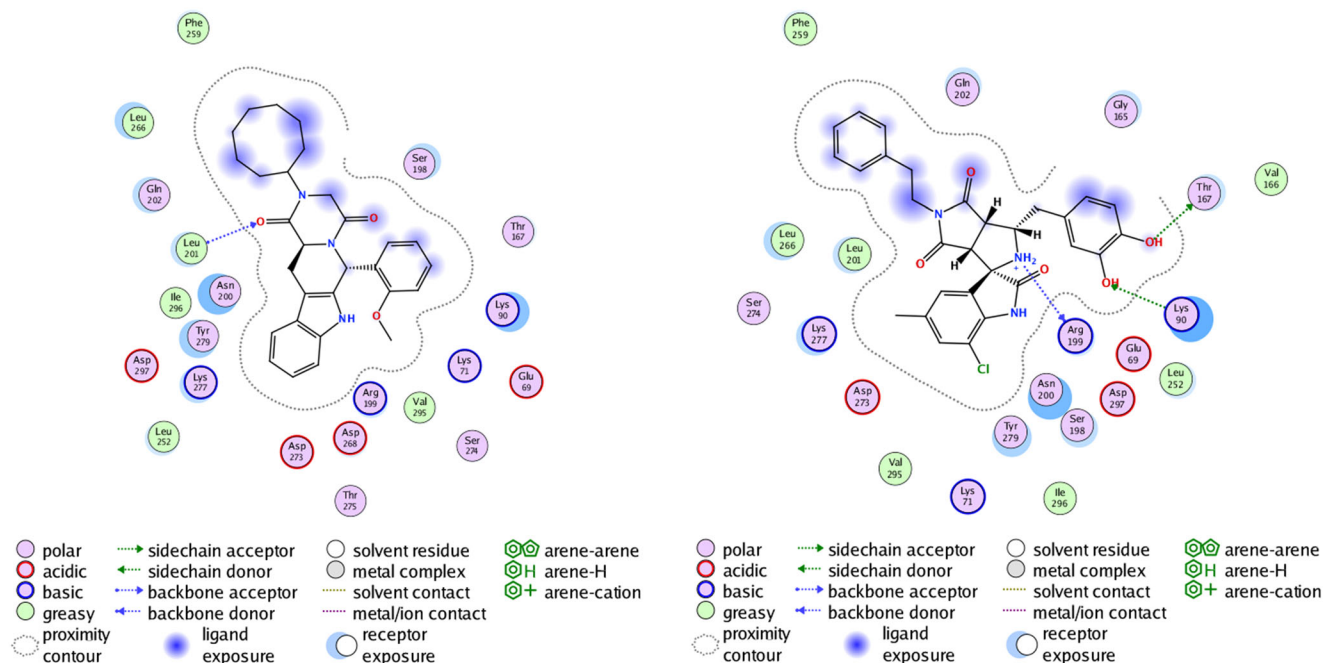 Phe
259
Leu
266
Gln
202
Ser
198
N
O
O
Leu
201
N
Thr
167
Asn
200
Ile
296
Tyr
279
NH
O
Lys
90
Asp
297
Lys
277
Lys
71
Glu
69
Arg
199
Val
295
Leu
252
Asp
268
Asp
273
Ser
274
Thr
275
polar
acidic
basic
greasy
proximity
contour
sidechain acceptor
sidechain donor
backbone acceptor
backbone donor
ligand
exposure
solvent residue
metal complex
solvent contact
metal/ion contact
receptor
exposure
arene-arene
H arene-H
+ arene-cation
Phe
259
Gln
202
Gly
165
Val
166
Thr
167
O
H
N
H
OH
Leu
266
Leu
201
O
H
NH2
+
O
OH
Ser
274
Lys
277
NH
Arg
199
Lys
90
Cl
Glu
69
Leu
252
Asp
273
Asn
200
Asp
297
Tyr
279
Ser
198
Val
295
Lys
71
Ile
296
polar
acidic
basic
greasy
proximity
contour
sidechain acceptor
sidechain donor
backbone acceptor
backbone donor
ligand
exposure
solvent residue
metal complex
solvent contact
metal/ion contact
receptor
exposure
arene-arene
H arene-H
+ arene-cation